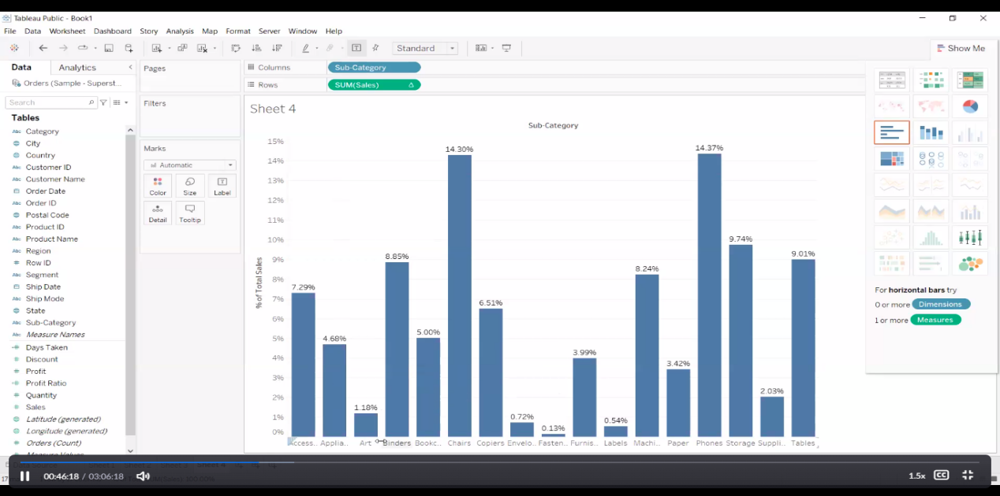 Tableau Public - Book1
File Data Worksheet Dashboard Story Analysis Map Format Server Window Help
Standard
Show Me
Data Analytics
Orders (Sample - Superst...
Search
Tables
Category
City
Country
Customer ID
Customer Name
Order Date
Order ID
Postal Code
Product ID
Product Name
Region
Row ID
Segment
Ship Date
Ship Mode
State
Sub-Category
Measure Names
Days Taken
Discount
Profit
Profit Ratio
Quantity
Sales
Latitude (generated)
Longitude (generated)
Orders (Count)
Measure Values
Pages
Filters
Marks
Automatic
Color Size Label
Detail Tooltip
Columns Sub-Category
Rows SUM(Sales) Δ
Sheet 4
Sub-Category
% of Total Sales
15%
14%
13%
12%
11%
10%
9%
8%
7%
6%
5%
4%
3%
2%
1%
0%
7.29%
4.68%
1.18%
8.85%
5.00%
14.30%
6.51%
0.72%
0.13%
3.99%
0.54%
8.24%
3.42%
14.37%
9.74%
2.03%
9.01%
Access.. Applia.. Art Binders Bookc.. Chairs Copiers Envelo.. Fasten.. Furnis.. Labels Machi.. Paper Phones Storage Suppli.. Tables
For horizontal bars try
0 or more Dimensions
1 or more Measures
Sheet 4
00:46:18 / 03:06:18
1.5x CC